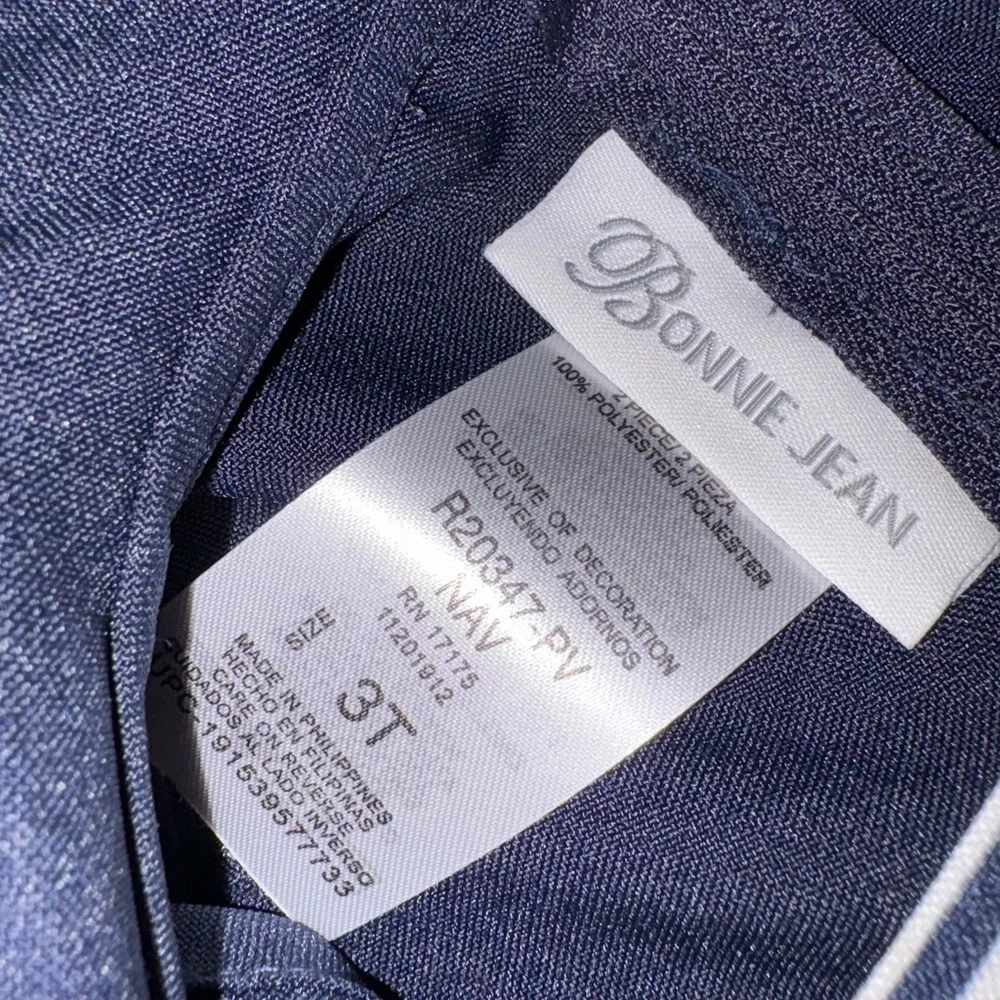 BONNIE JEAN
2 PIECE/ 2 PIEZA
100% POLYESTER/ POLIESTER
EXCLUSIVE OF DECORATION
EXCLUYENDO ADORNOS
R20347-PV
NAV
RN 17175
11201912
SIZE 3T
MADE IN PHILIPPINES
HECHO EN FILIPINAS
CARE ON REVERSE
CUIDADOS AL LADO INVERSO
UPC-191539577733